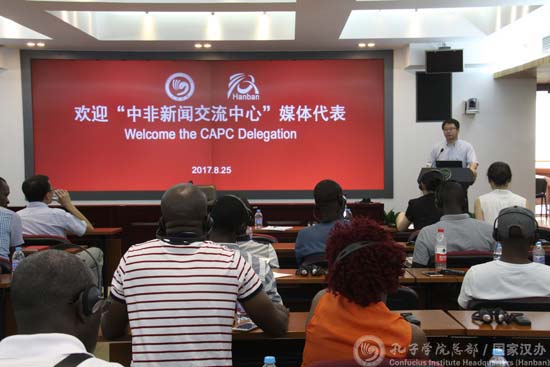 Hanban
欢迎“中非新闻交流中心”媒体代表
Welcome the CAPC Delegation
2017.8.25
孔子学院总部/国家汉办
Confucius Institute Headquarters (Hanban)